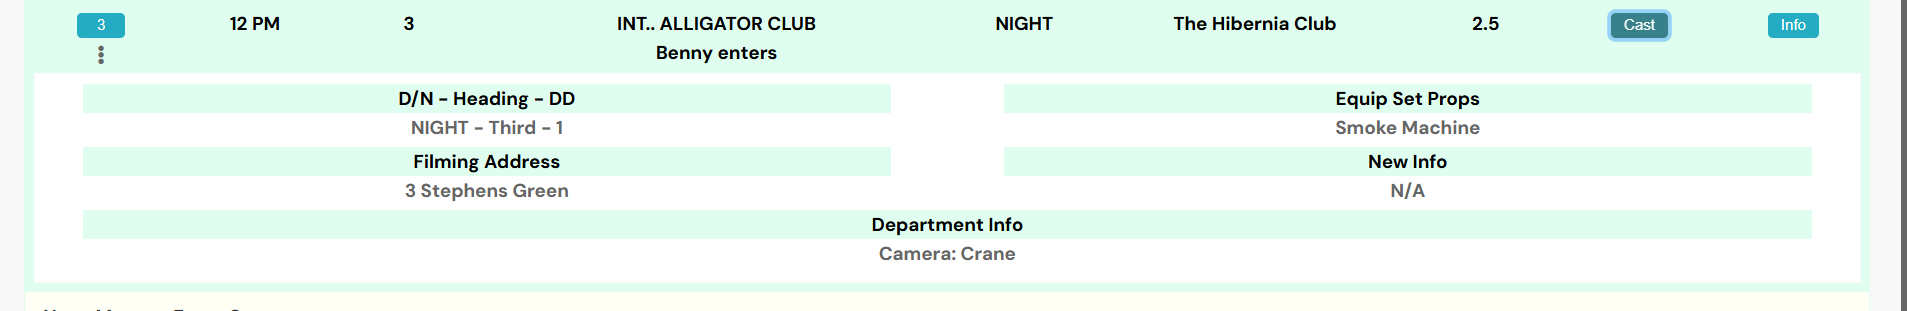 3 12 PM 3 INT.. ALLIGATOR CLUB NIGHT The Hibernia Club 2.5 Cast Info
Benny enters
D/N - Heading - DD Equip Set Props
NIGHT - Third - 1 Smoke Machine
Filming Address New Info
3 Stephens Green N/A
Department Info
Camera: Crane